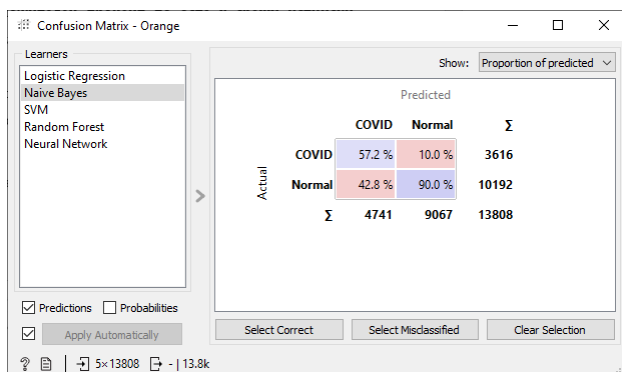 Confusion Matrix - Orange
Learners
Logistic Regression
Naive Bayes
SVM
Random Forest
Neural Network
Predictions Probabilities
Apply Automatically
Show: Proportion of predicted
Predicted
COVID Normal Σ
Actual
COVID 57.2 % 10.0 % 3616
Normal 42.8 % 90.0 % 10192
Σ 4741 9067 13808
Select Correct Select Misclassified Clear Selection
? 5×13808 - | 13.8k